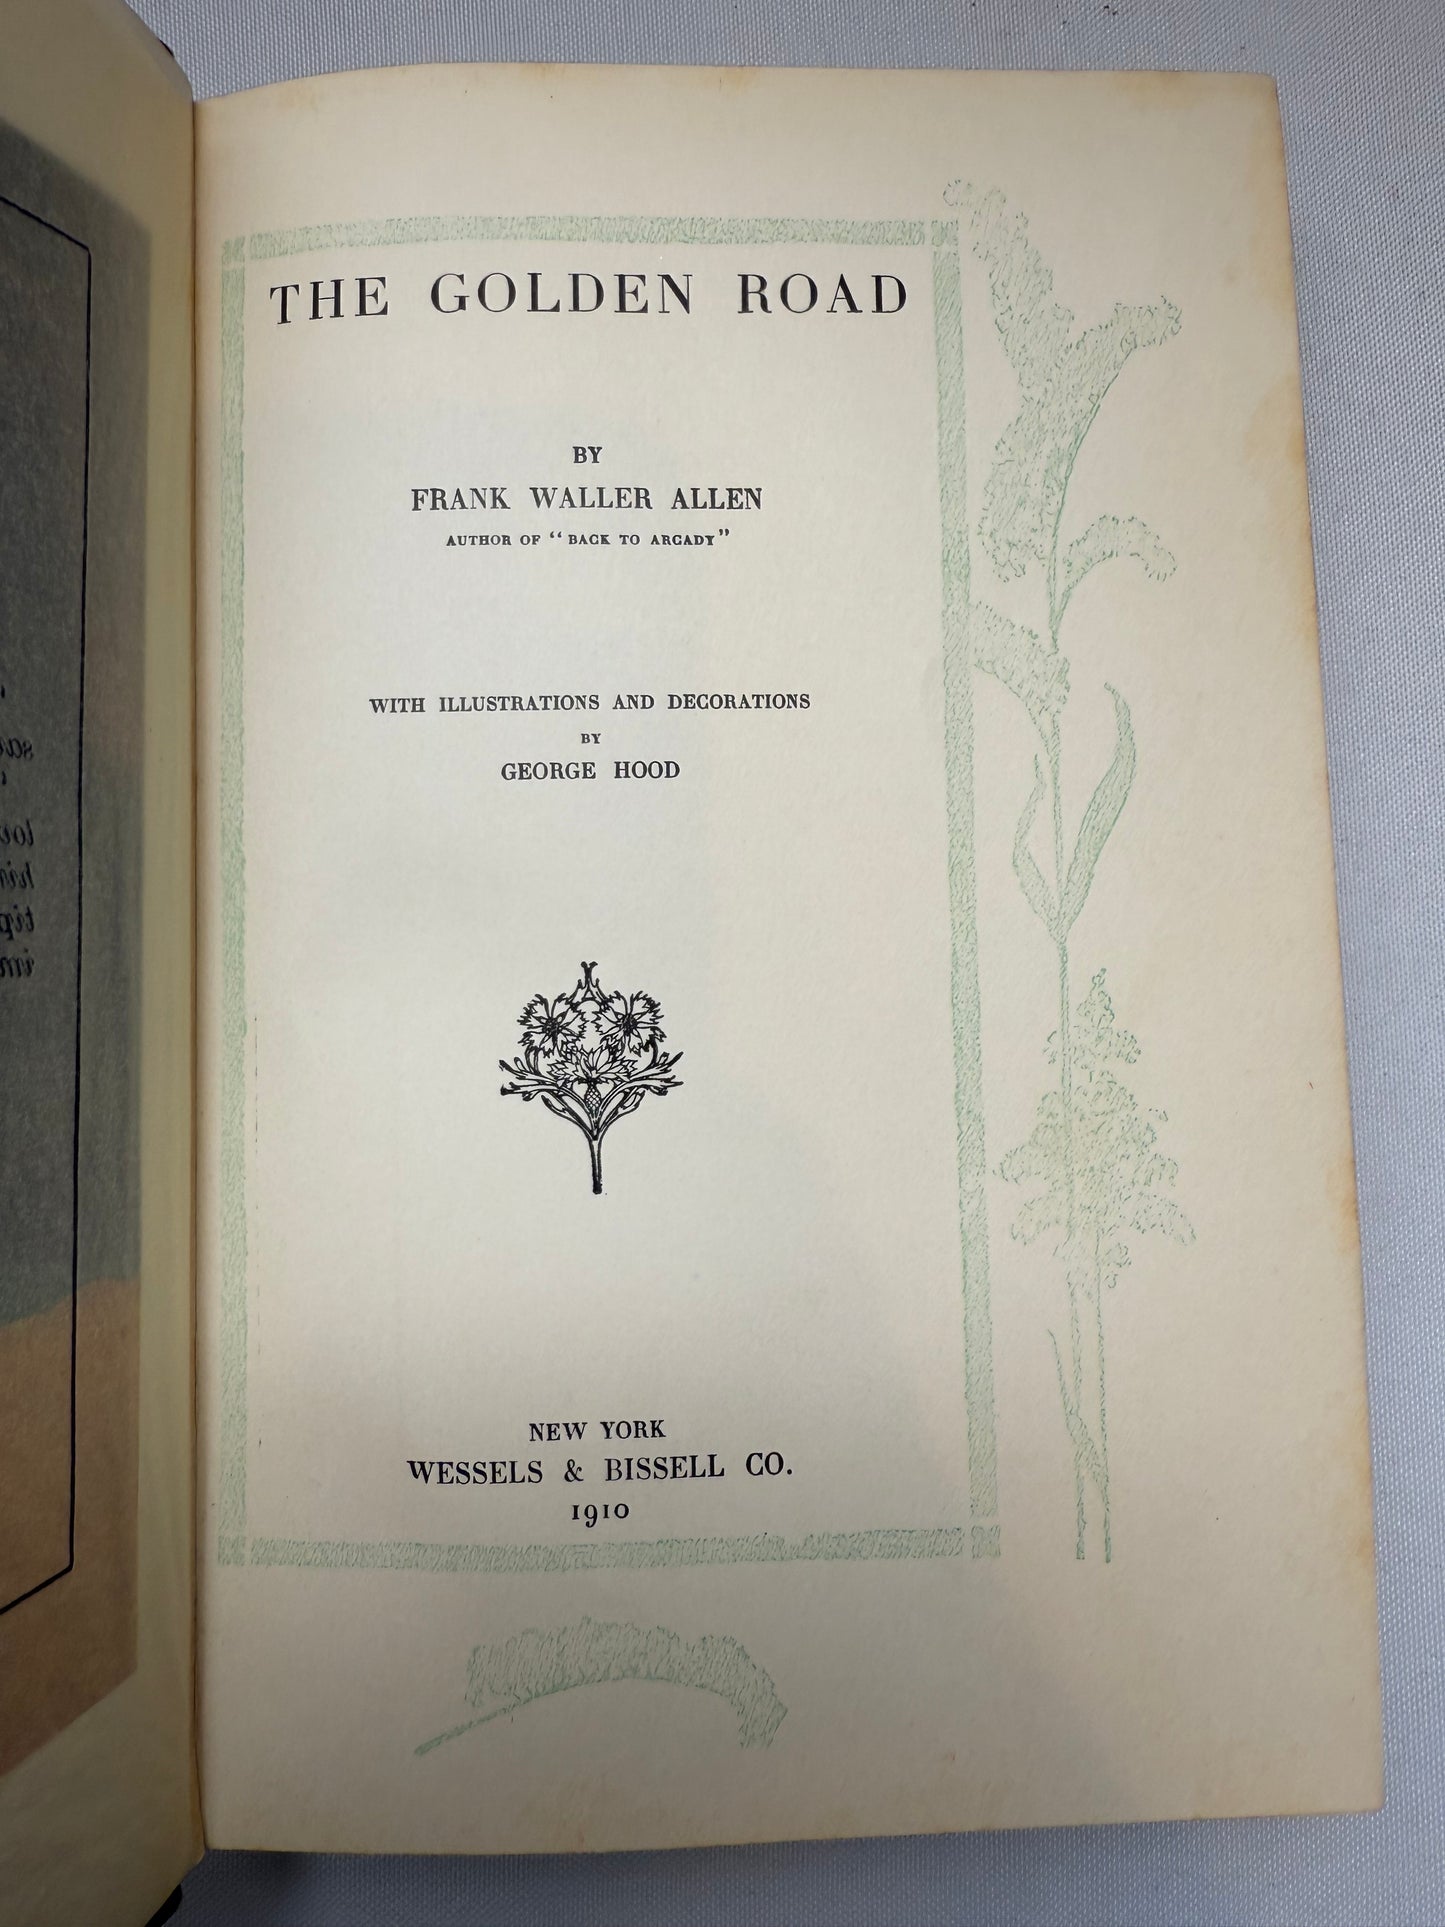 THE GOLDEN ROAD
BY
FRANK WALLER ALLEN
AUTHOR OF “BACK TO ARCADY”
WITH ILLUSTRATIONS AND DECORATIONS
BY
GEORGE HOOD
NEW YORK
WESSELS & BISSELL CO.
1910